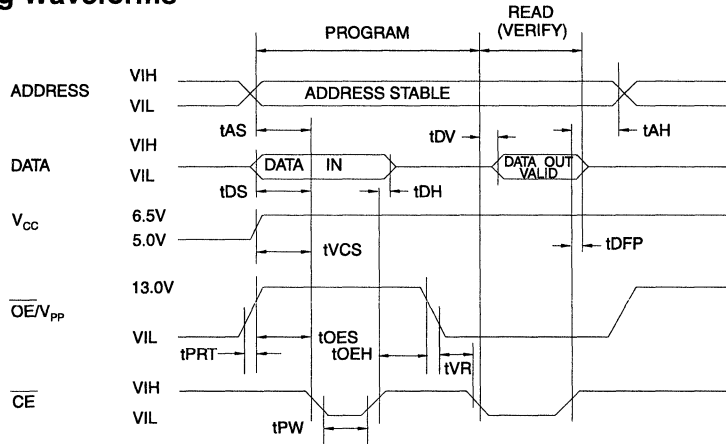 g Waveforms
READ
(VERIFY)
PROGRAM
ADDRESS
VIH
VIL
ADDRESS STABLE
tAS
tDV
tAH
DATA
VIH
VIL
DATA IN
DATA OUT
VALID
tDS
tDH
VCC
6.5V
5.0V
tVCS
tDFP
OE/VPP
13.0V
VIL
tPRT
tOES
tOEH
tVR
CE
VIH
VIL
tPW